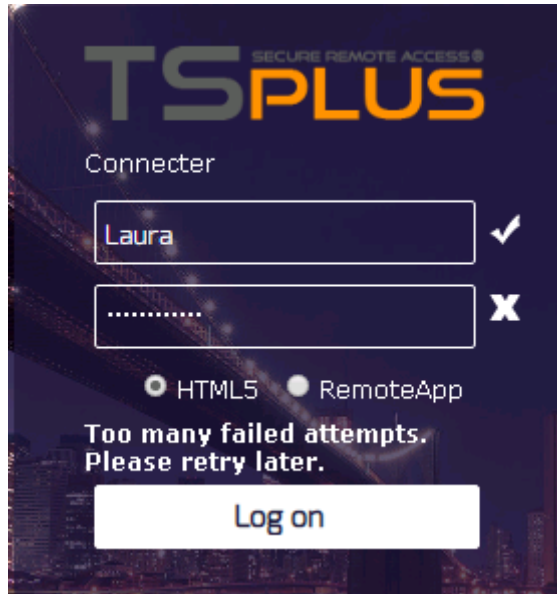 TSPLUS
SECURE REMOTE ACCESS®
Connecter
Laura
••••••••••••
HTML5 RemoteApp
Too many failed attempts.
Please retry later.
Log on